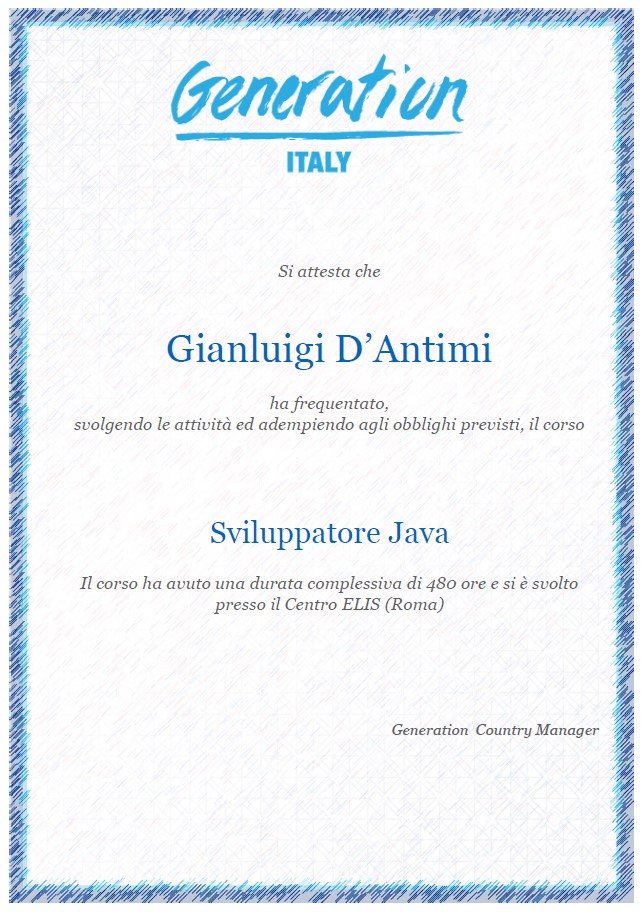 Generation
ITALY
Si attesta che
Gianluigi D’Antimi
ha frequentato,
svolgendo le attività ed adempiendo agli obblighi previsti, il corso
Sviluppatore Java
Il corso ha avuto una durata complessiva di 480 ore e si è svolto
presso il Centro ELIS (Roma)
Generation Country Manager